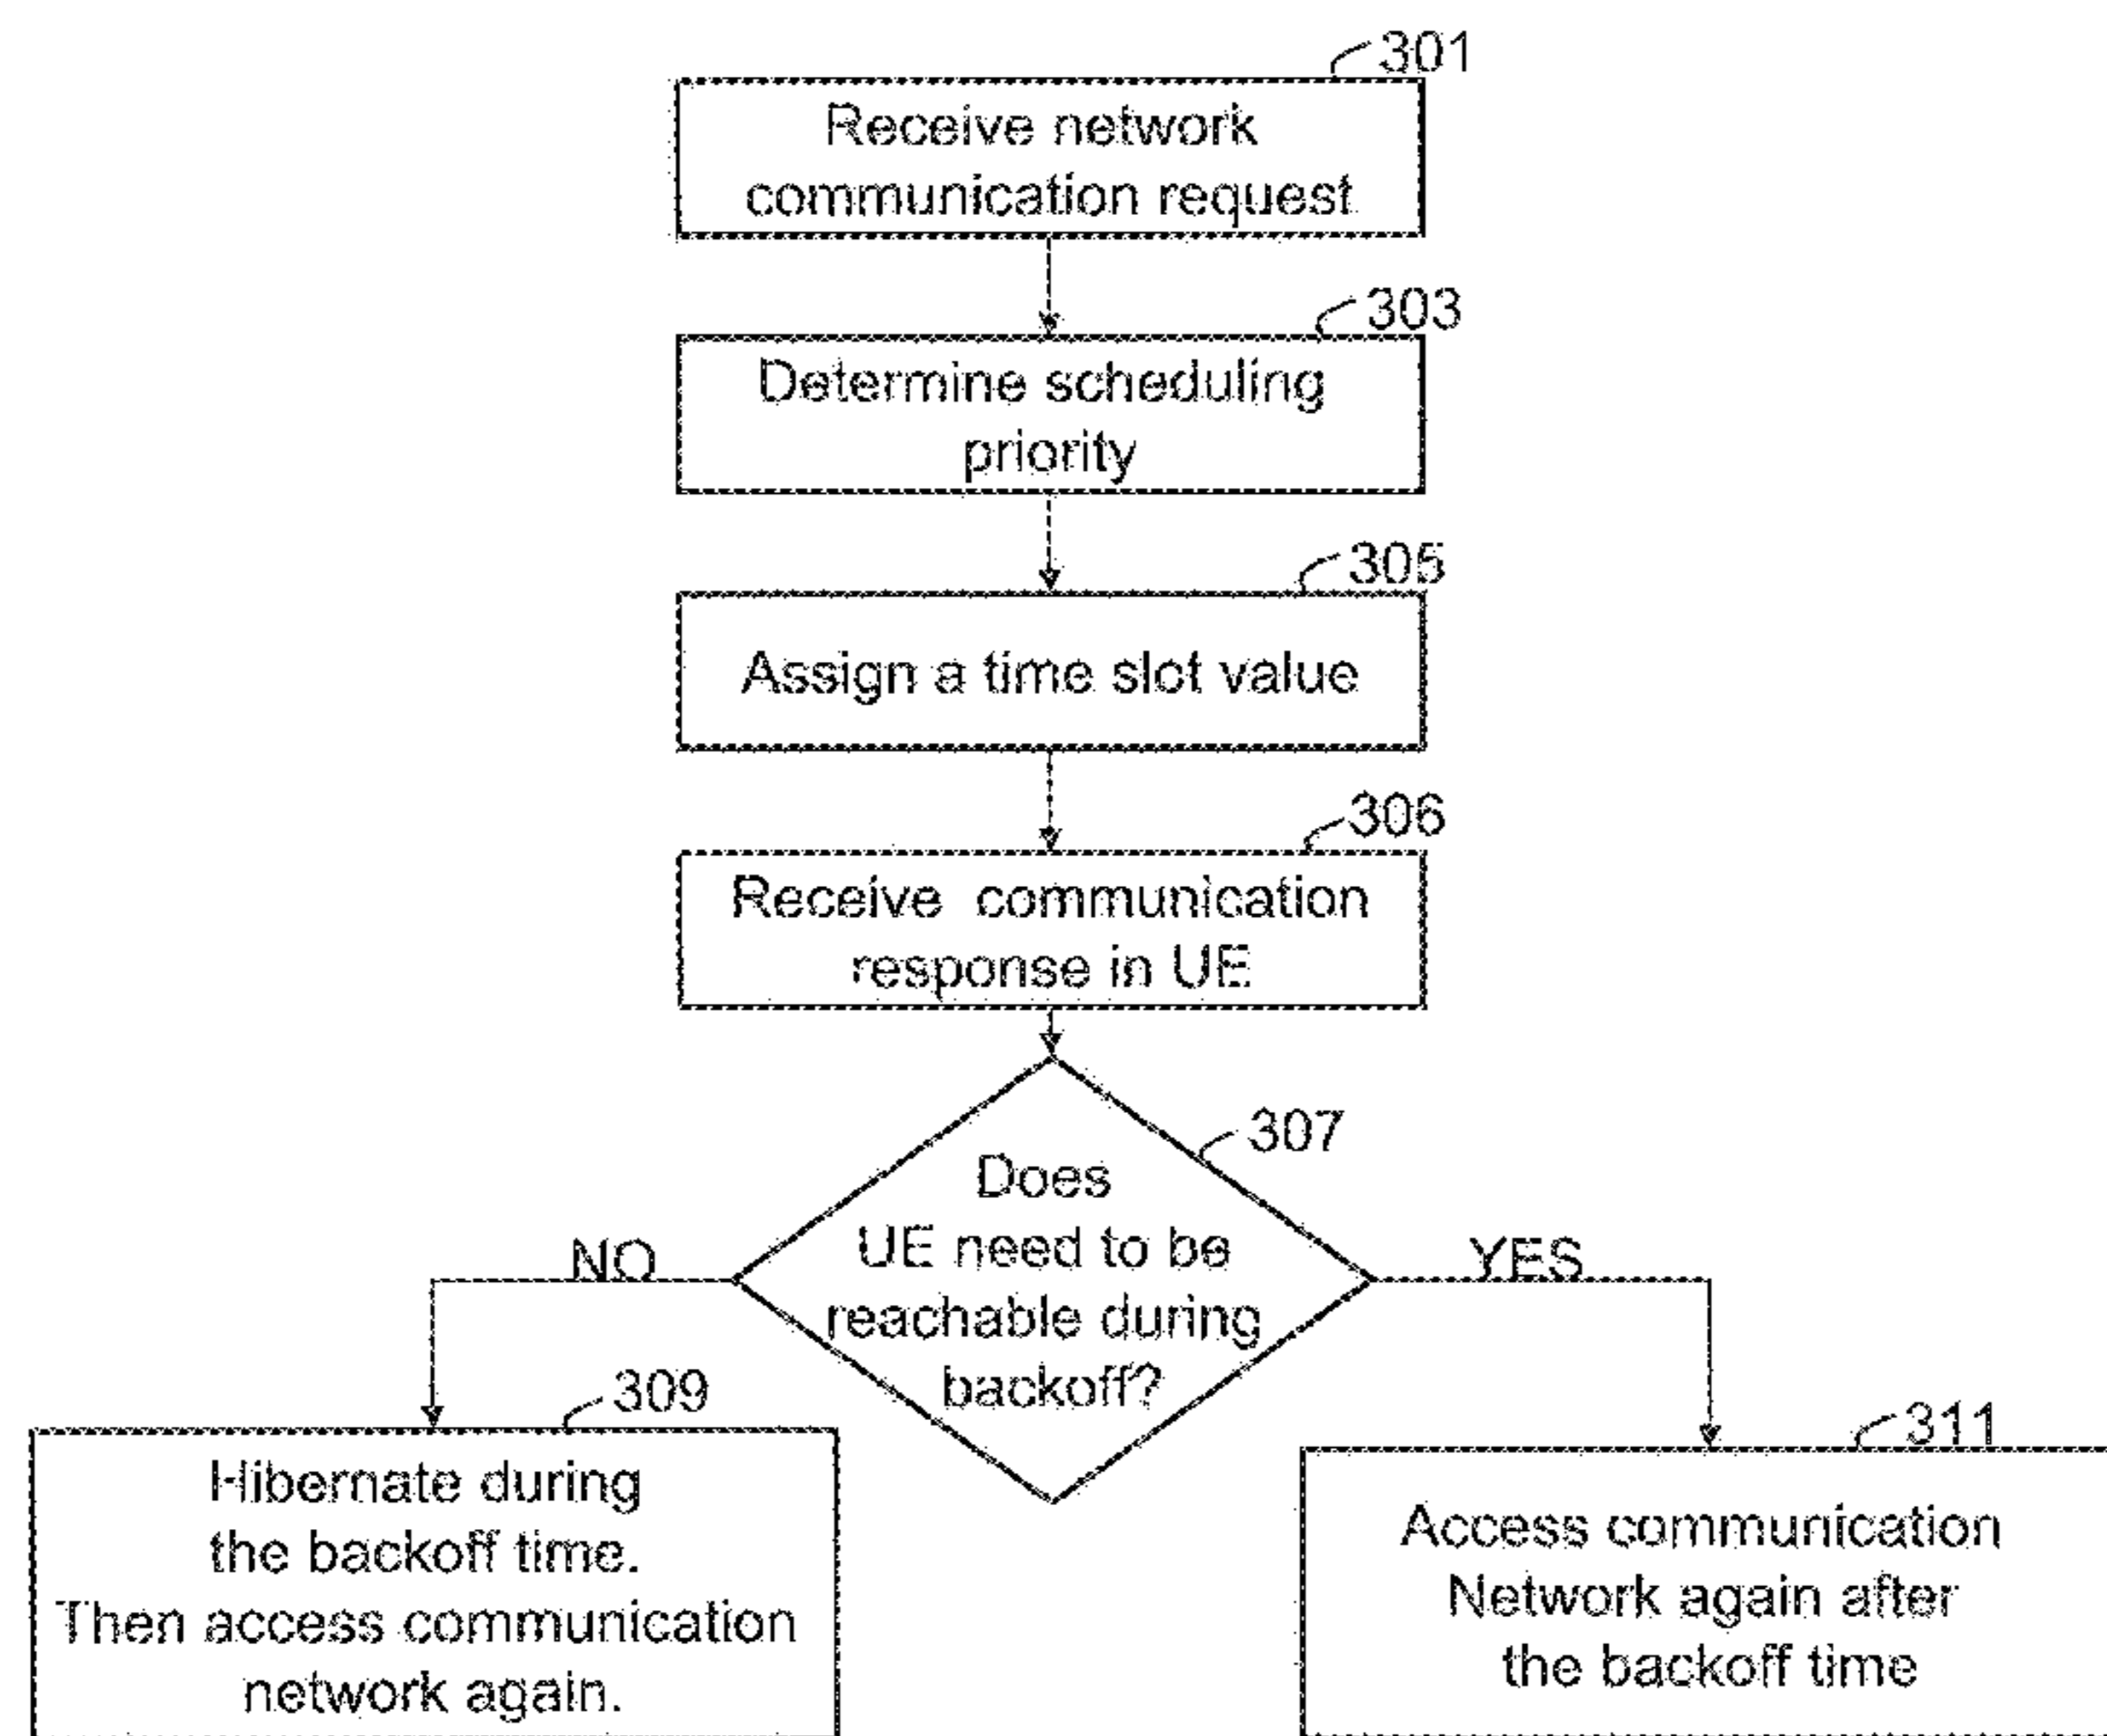 301
Receive network
communication request
303
Determine scheduling
priority
305
Assign a time slot value
306
Receive communication
response in UE
307
Does
UE need to be
reachable during
backoff?
NO
YES
309
Hibernate during
the backoff time.
Then access communication
network again.
311
Access communication
Network again after
the backoff time